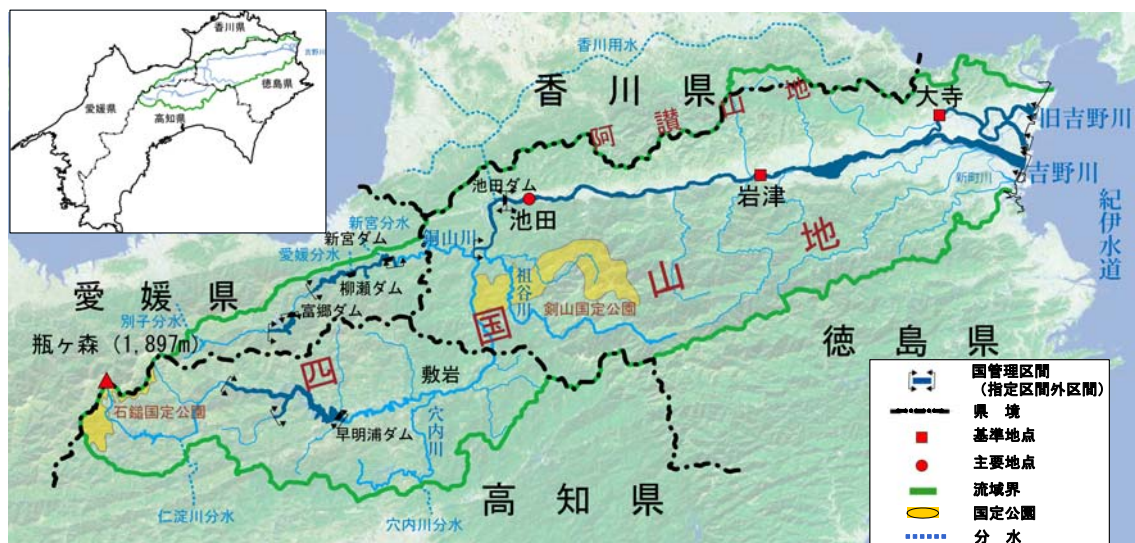 香川県
吉野川
徳島県
愛媛県
高知県
香川用水
香川県
大寺
旧吉野川
阿讃山地
池田ダム
吉野川
岩津
新町川
池田
紀伊水道
新宮分水
新宮ダム
銅山川
愛媛分水
柳瀬ダム
祖谷川
愛媛県
富郷ダム
剣山国定公園
別子分水
四国山地
徳島県
瓶ヶ森 (1,897m)
敷岩
石鎚国定公園
穴内川
早明浦ダム
高知県
仁淀川分水
穴内川分水
国管理区間
(指定区間外区間)
県境
基準地点
主要地点
流域界
国定公園
分水